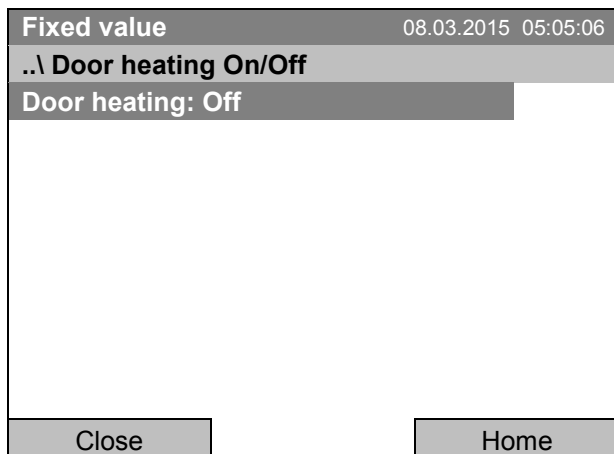 Fixed value 08.03.2015 05:05:06
..\ Door heating On/Off
Door heating: Off
Close Home